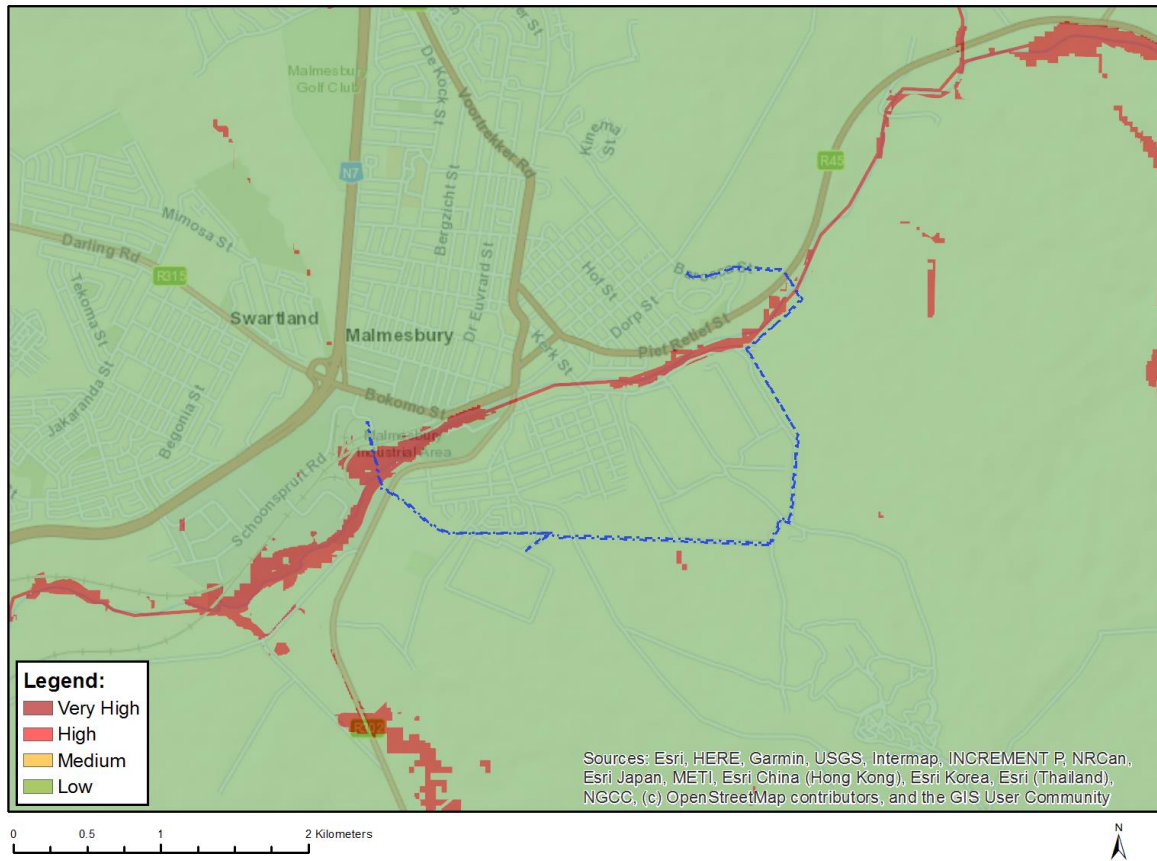 Malmesbury
Golf Club
De Kock St
Voortrekker Rd
Kinema
St
R45
N7
Bergzicht St
Mimosa St
Darling Rd
R315
Tekoma St
Swartland
Malmesbury
Dr Euvrard St
Hof St
Dorp St
Piet Retief St
Kerk St
Jakaranda St
Begonia St
Bokomo St
Malmesbury
Industrial Area
Schoonspruit Rd
Legend:
Very High
High
Medium
Low
Sources: Esri, HERE, Garmin, USGS, Intermap, INCREMENT P, NRCan,
Esri Japan, METI, Esri China (Hong Kong), Esri Korea, Esri (Thailand),
NGCC, (c) OpenStreetMap contributors, and the GIS User Community
0 0.5 1 2 Kilometers
N